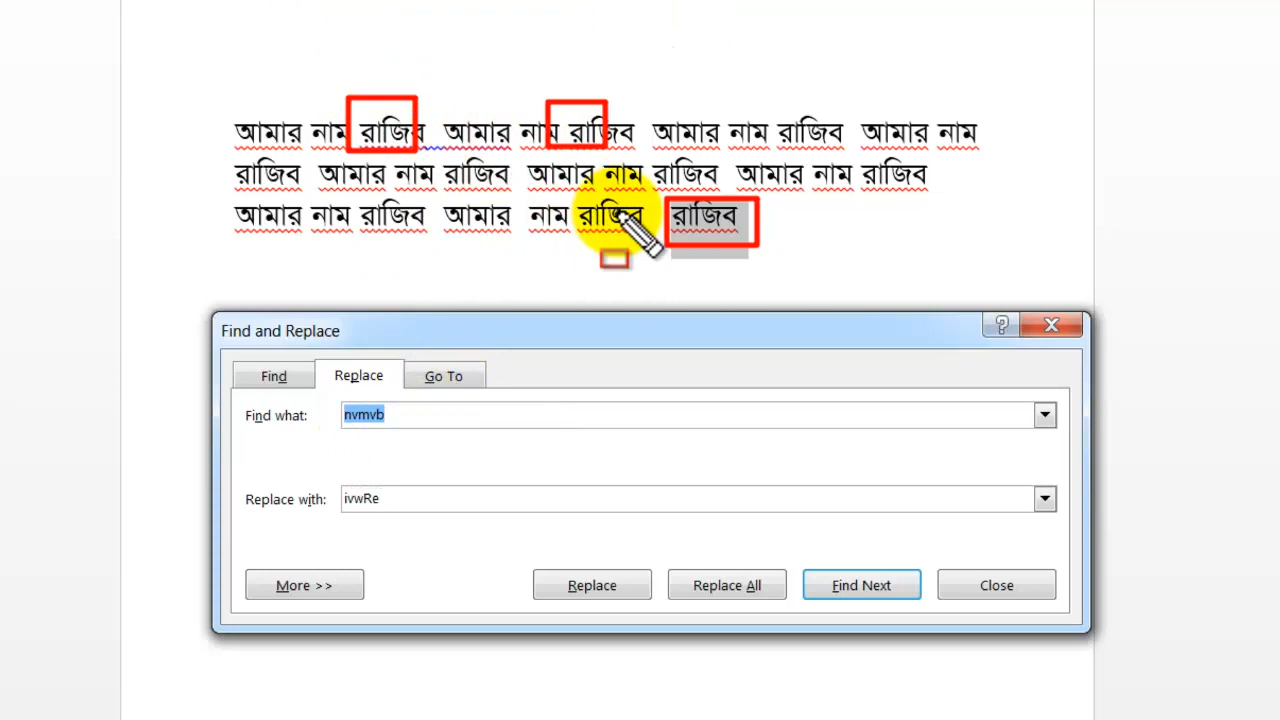 আমার নাম রাজিব আমার নাম রাজিব আমার নাম রাজিব আমার নাম
রাজিব আমার নাম রাজিব আমার নাম রাজিব আমার নাম রাজিব
আমার নাম রাজিব আমার নাম রাজিব রাজিব
Find and Replace
Find Replace Go To
Find what: nvmvb
Replace with: ivwRe
More >> Replace Replace All Find Next Close